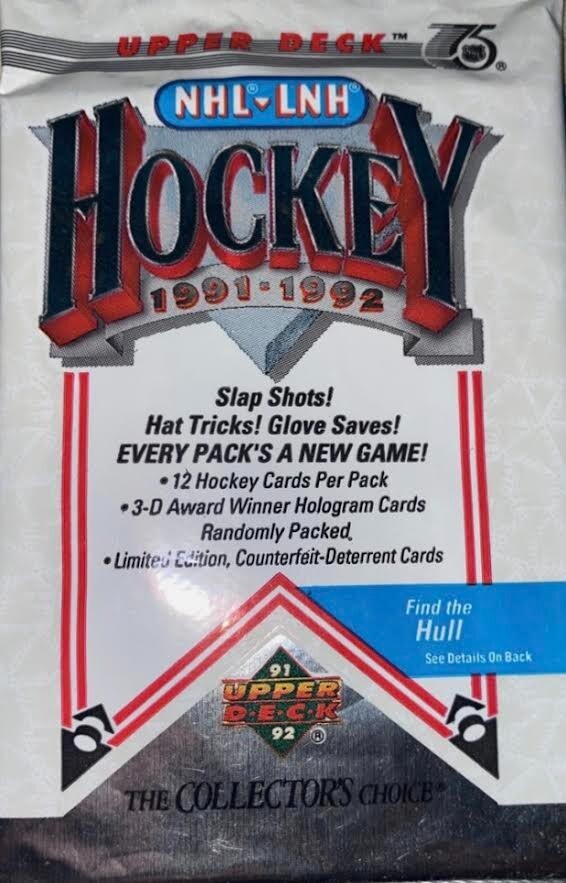 UPPER DECK™ 75®
NHL® LNH®
HOCKEY
1991·1992
Slap Shots!
Hat Tricks! Glove Saves!
EVERY PACK'S A NEW GAME!
• 12 Hockey Cards Per Pack
• 3-D Award Winner Hologram Cards
Randomly Packed.
• Limited Edition, Counterfeit-Deterrent Cards
Find the
Hull
See Details On Back
91
UPPER
D·E·C·K
92 ®
THE COLLECTOR'S CHOICE®